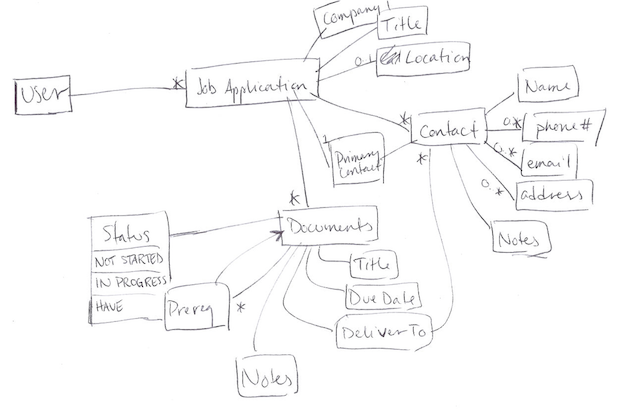 Company 1
Title
0.1
Location
User
*
Job Application
Name
*
Contact
0..*
phone#
1
Primary
Contact
*
0..*
email
0..*
address
*
Documents
Status
NOT STARTED
IN PROGRESS
HAVE
Notes
Title
Prereq
*
Due Date
Deliver To
Notes